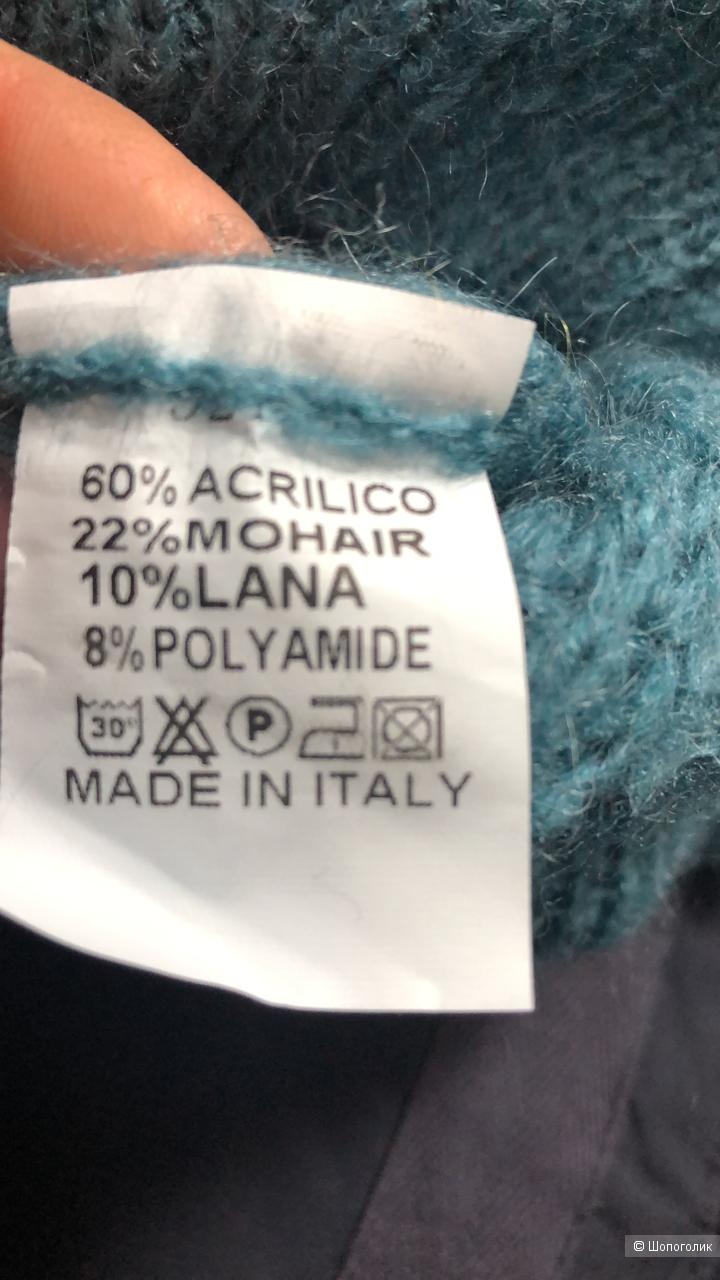 60% ACRILICO
22%MOHAIR
10%LANA
8%POLYAMIDE
30°
P
MADE IN ITALY
© Шопоголик